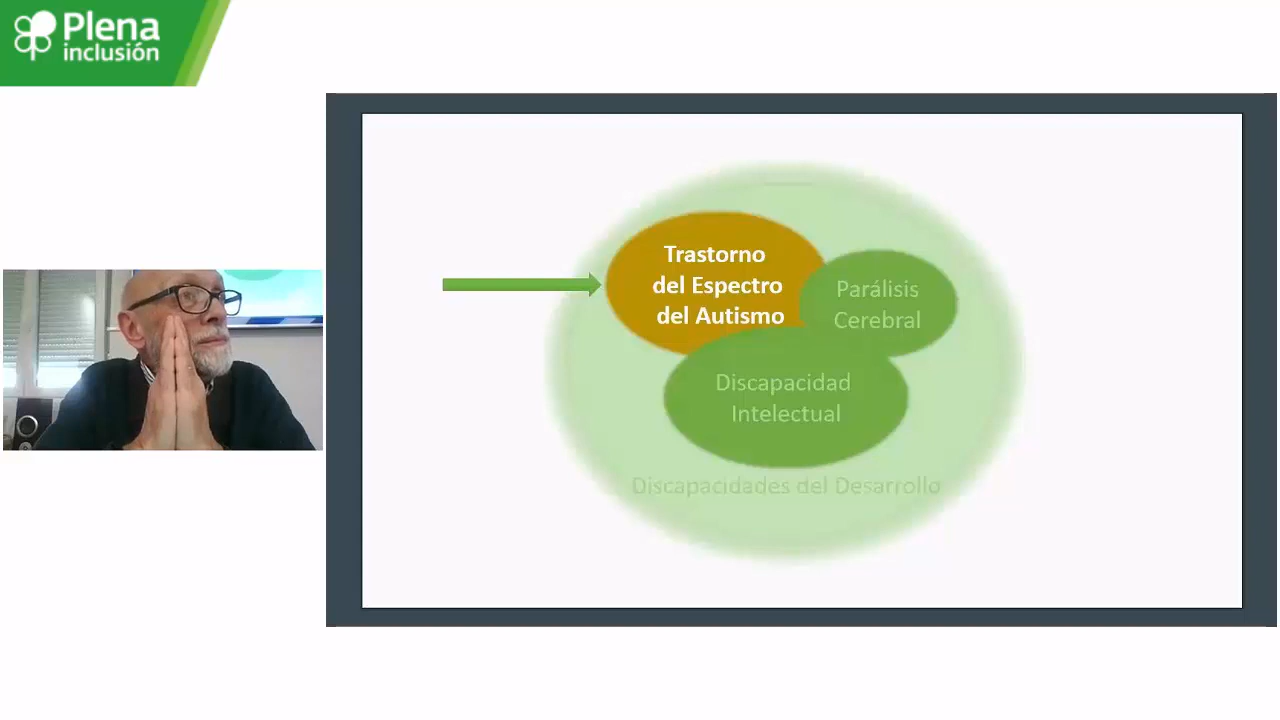 Plena
inclusión
Trastorno
del Espectro
del Autismo
Parálisis
Cerebral
Discapacidad
Intelectual
Discapacidades del Desarrollo